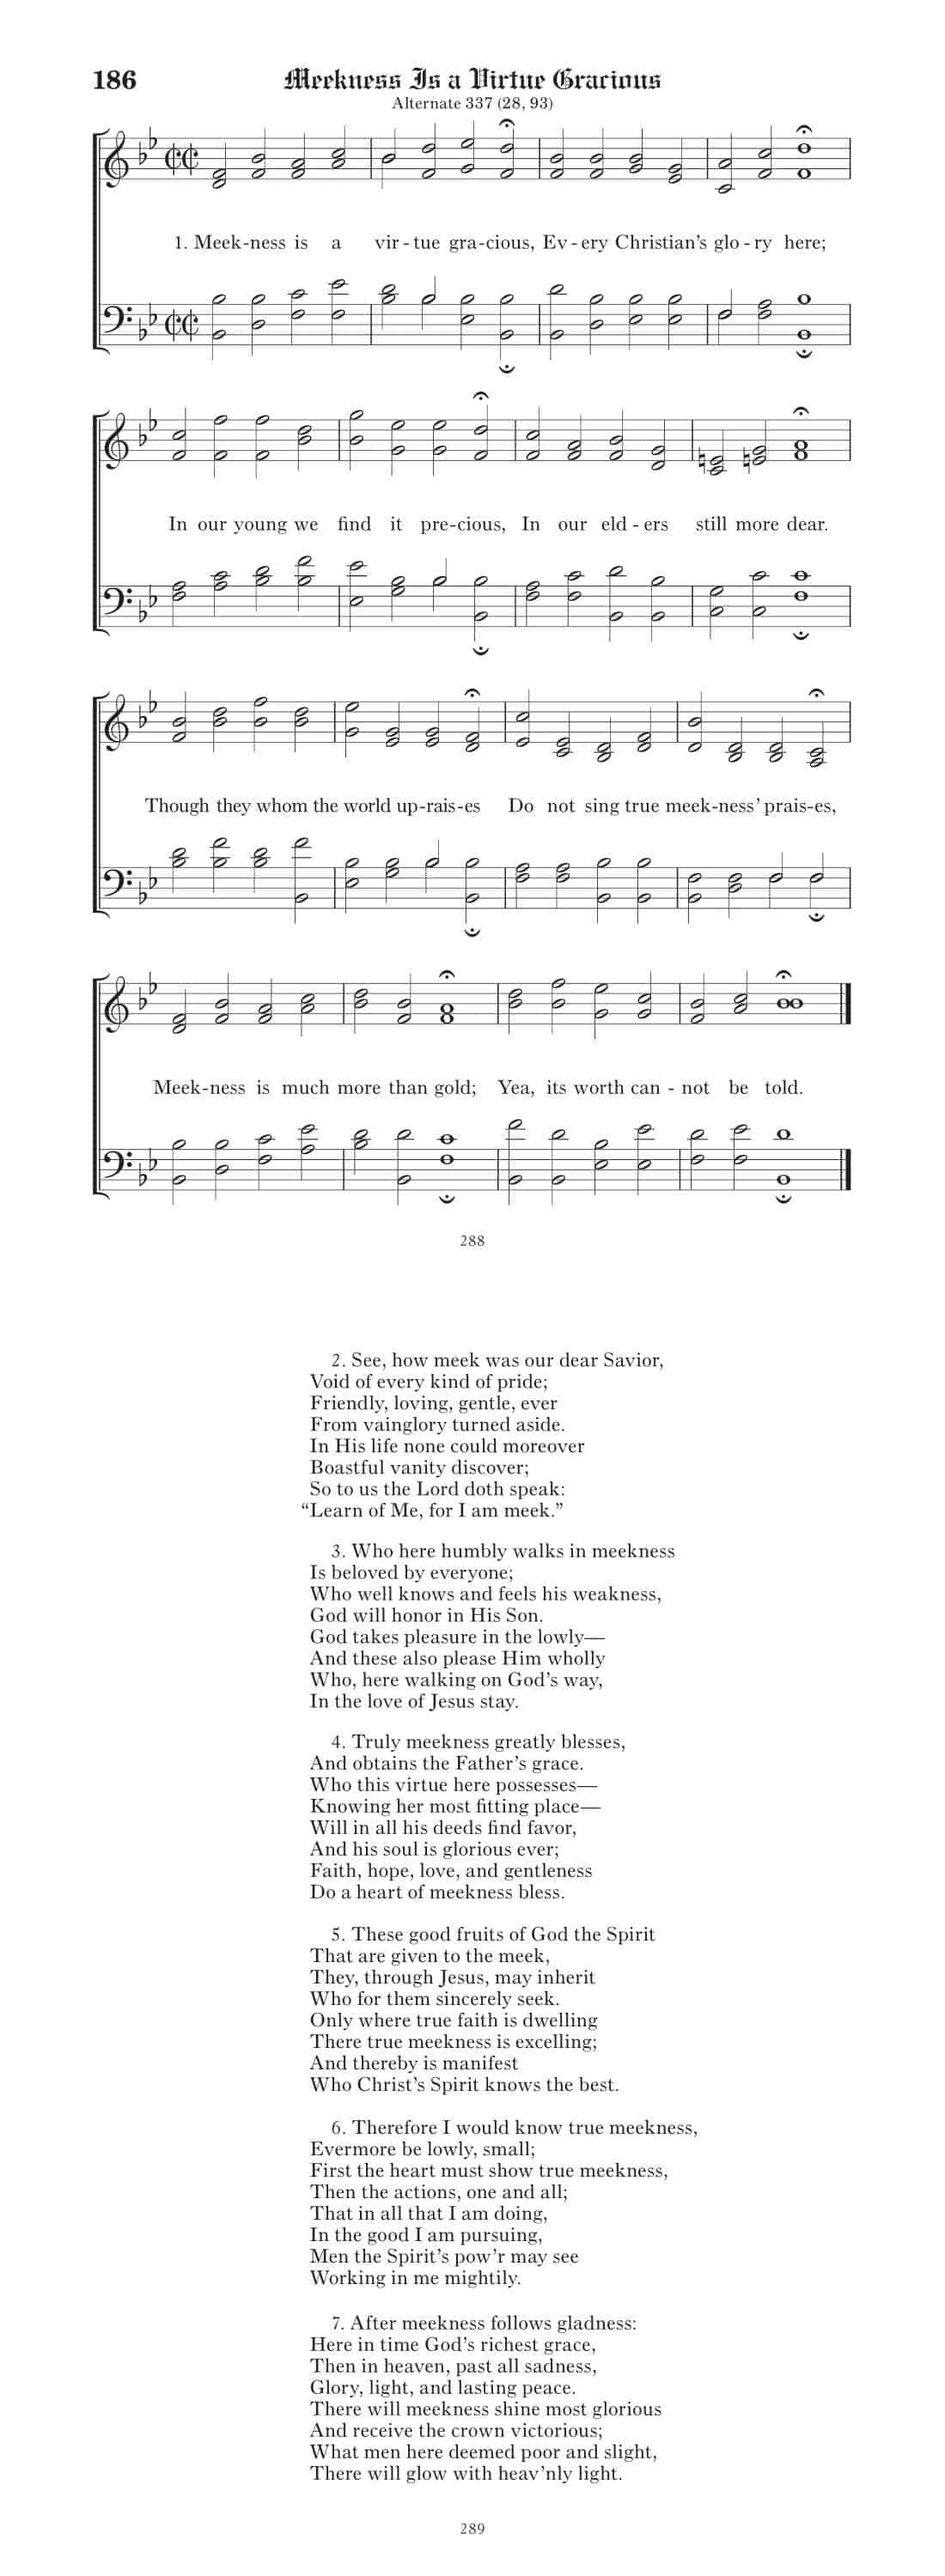 186 Meekness Is a Virtue Gracious
Alternate 337 (28, 93)
1. Meek-ness is a vir-tue gra-cious, Ev-ery Christian's glo-ry here;
In our young we find it pre-cious, In our eld-ers still more dear.
Though they whom the world up-rais-es Do not sing true meek-ness' prais-es,
Meek-ness is much more than gold; Yea, its worth can-not be told.
288
2. See, how meek was our dear Savior,
Void of every kind of pride;
Friendly, loving, gentle, ever
From vainglory turned aside.
In His life none could moreover
Boastful vanity discover;
So to us the Lord doth speak:
“Learn of Me, for I am meek.”
3. Who here humbly walks in meekness
Is beloved by everyone;
Who well knows and feels his weakness,
God will honor in His Son.
God takes pleasure in the lowly—
And these also please Him wholly
Who, here walking on God's way,
In the love of Jesus stay.
4. Truly meekness greatly blesses,
And obtains the Father's grace.
Who this virtue here possesses—
Knowing her most fitting place—
Will in all his deeds find favor,
And his soul is glorious ever;
Faith, hope, love, and gentleness
Do a heart of meekness bless.
5. These good fruits of God the Spirit
That are given to the meek,
They, through Jesus, may inherit
Who for them sincerely seek.
Only where true faith is dwelling
There true meekness is excelling;
And thereby is manifest
Who Christ's Spirit knows the best.
6. Therefore I would know true meekness,
Evermore be lowly, small;
First the heart must show true meekness,
Then the actions, one and all;
That in all that I am doing,
In the good I am pursuing,
Men the Spirit's pow'r may see
Working in me mightily.
7. After meekness follows gladness:
Here in time God's richest grace,
Then in heaven, past all sadness,
Glory, light, and lasting peace.
There will meekness shine most glorious
And receive the crown victorious;
What men here deemed poor and slight,
There will glow with heav'nly light.
289